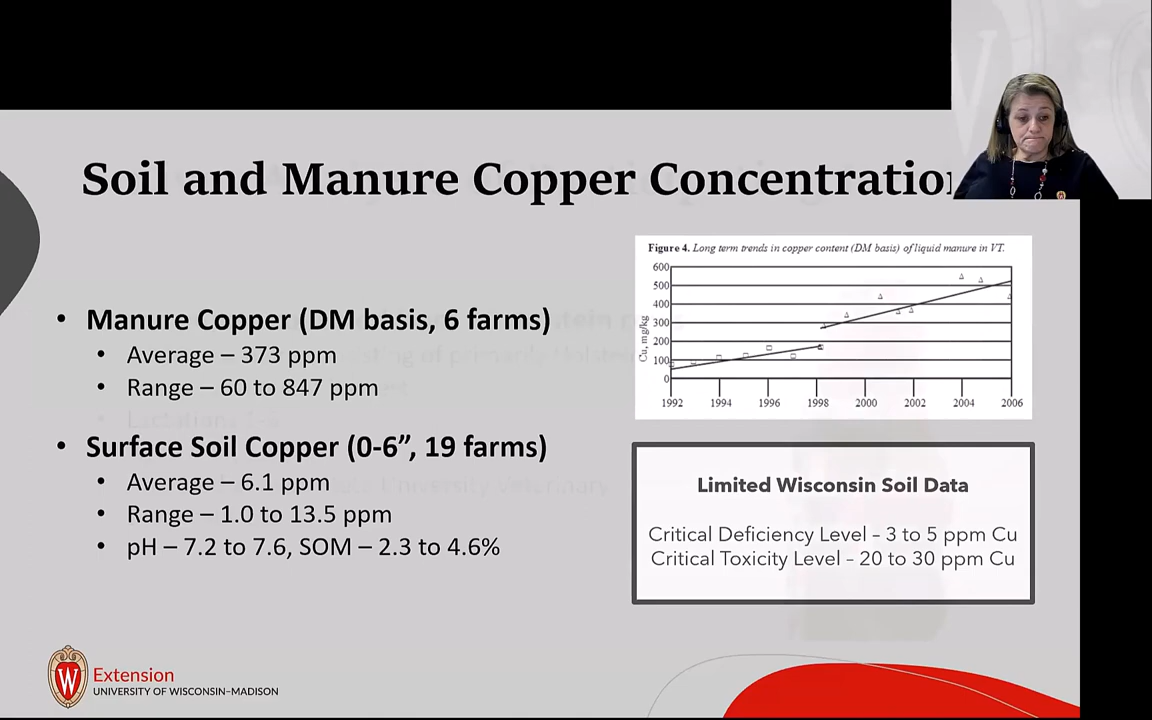 Soil and Manure Copper Concentration
• Manure Copper (DM basis, 6 farms)
• Average – 373 ppm
• Range – 60 to 847 ppm
• Surface Soil Copper (0-6”, 19 farms)
• Average – 6.1 ppm
• Range – 1.0 to 13.5 ppm
• pH – 7.2 to 7.6, SOM – 2.3 to 4.6%
Figure 4. Long term trends in copper content (DM basis) of liquid manure in VT.
Cu, mg/kg
600
500
400
300
200
100
0
1992 1994 1996 1998 2000 2002 2004 2006
Limited Wisconsin Soil Data
Critical Deficiency Level – 3 to 5 ppm Cu
Critical Toxicity Level – 20 to 30 ppm Cu
W Extension
UNIVERSITY OF WISCONSIN–MADISON